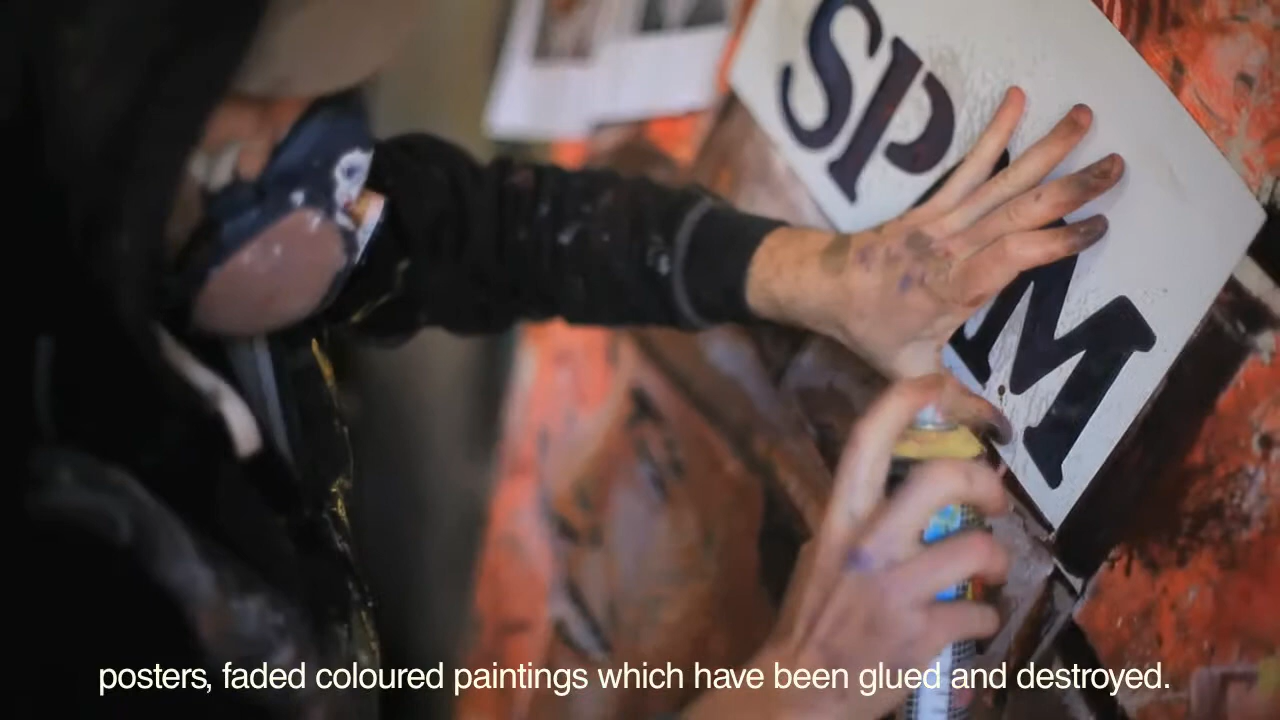 SP M
posters, faded coloured paintings which have been glued and destroyed.